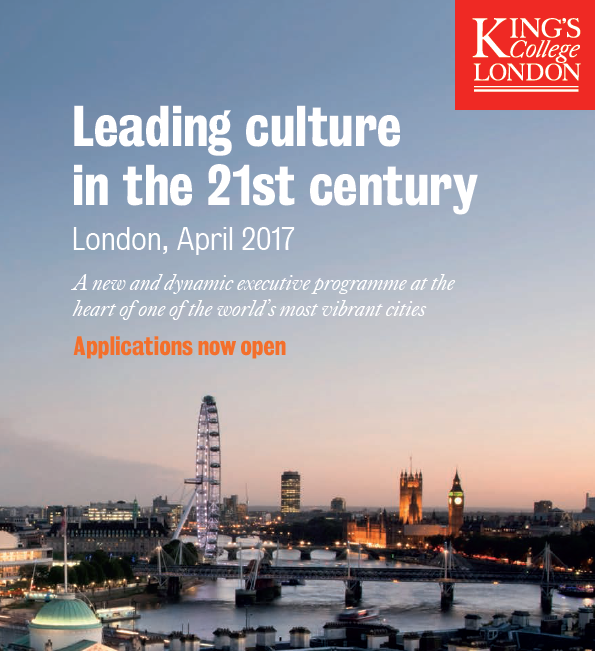 KING'S
College
LONDON
Leading culture
in the 21st century
London, April 2017
A new and dynamic executive programme at the
heart of one of the world's most vibrant cities
Applications now open